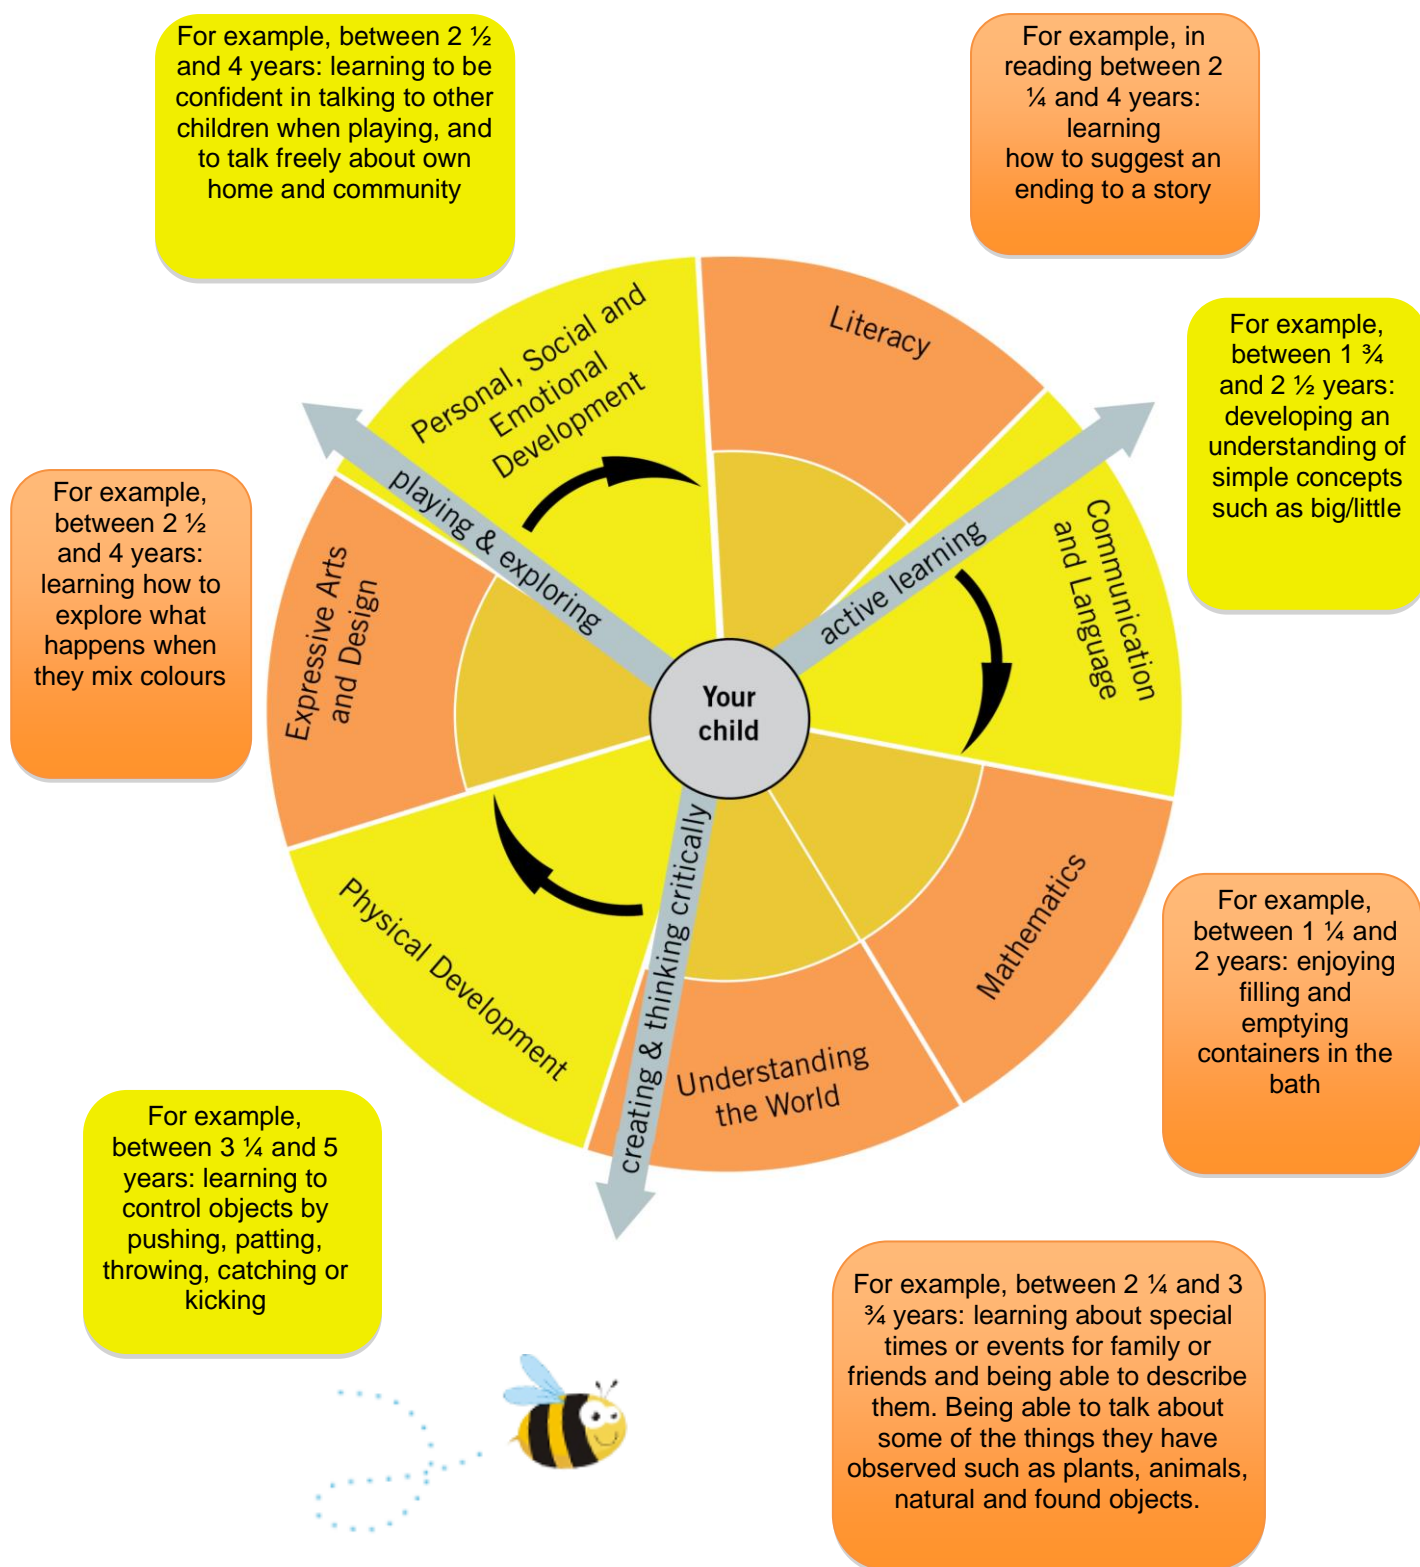 For example, between 2 ½
and 4 years: learning to be
confident in talking to other
children when playing, and
to talk freely about own
home and community
For example, in
reading between 2
¼ and 4 years:
learning
how to suggest an
ending to a story
For example,
between 1 ¾
and 2 ½ years:
developing an
understanding of
simple concepts
such as big/little
For example,
between 2 ½
and 4 years:
learning how to
explore what
happens when
they mix colours
Personal, Social and
Emotional
Development
Literacy
Communication
and Language
Mathematics
Understanding
the World
Physical Development
Expressive Arts
and Design
playing & exploring
active learning
creating & thinking critically
Your
child
For example,
between 1 ¼ and
2 years: enjoying
filling and
emptying
containers in the
bath
For example,
between 3 ¼ and 5
years: learning to
control objects by
pushing, patting,
throwing, catching or
kicking
For example, between 2 ¼ and 3
¾ years: learning about special
times or events for family or
friends and being able to describe
them. Being able to talk about
some of the things they have
observed such as plants, animals,
natural and found objects.